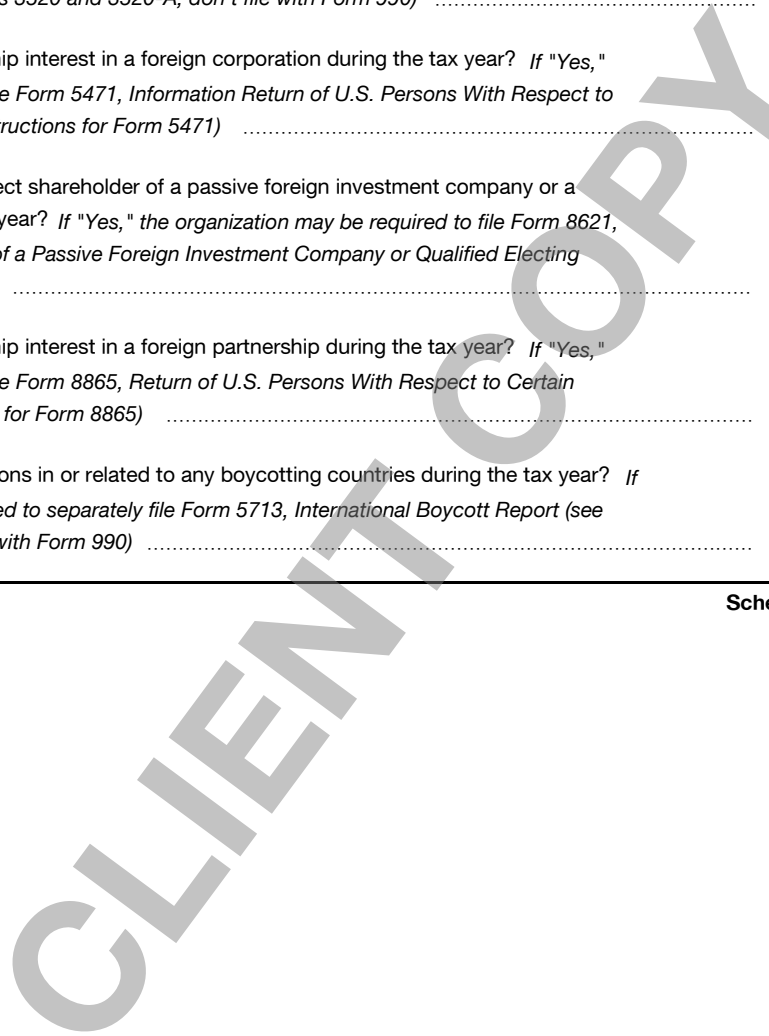 s 3520 and 3520-A; don't file with Form 990) ........................................................
ip interest in a foreign corporation during the tax year? If "Yes,"
e Form 5471, Information Return of U.S. Persons With Respect to
ructions for Form 5471) ........................................................
ect shareholder of a passive foreign investment company or a
year? If "Yes," the organization may be required to file Form 8621,
of a Passive Foreign Investment Company or Qualified Electing
........................................................
ip interest in a foreign partnership during the tax year? If "Yes,"
e Form 8865, Return of U.S. Persons With Respect to Certain
for Form 8865) ........................................................
ons in or related to any boycotting countries during the tax year? If
ed to separately file Form 5713, International Boycott Report (see
with Form 990) ........................................................
Sche
CLIENT COPY